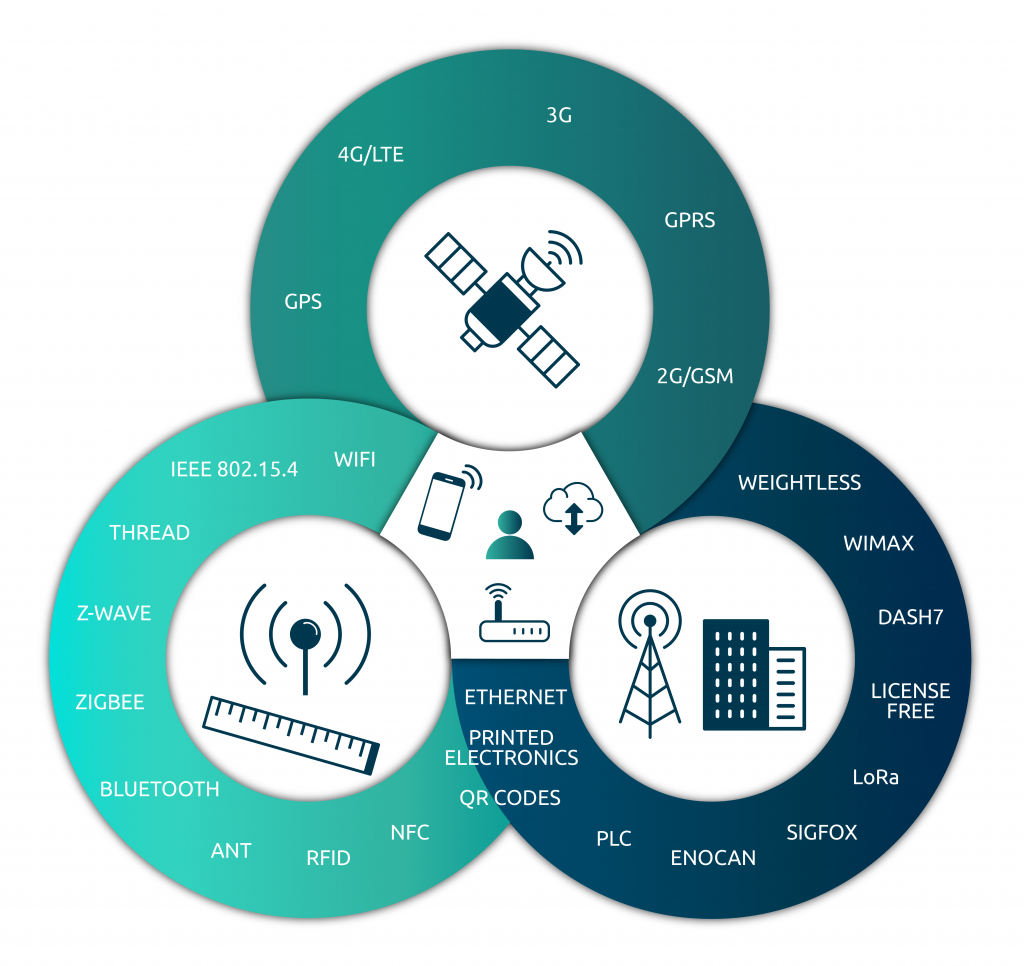 3G
4G/LTE
GPRS
GPS
2G/GSM
WIFI
IEEE 802.15.4
THREAD
Z-WAVE
ZIGBEE
BLUETOOTH
ANT
RFID
NFC
ETHERNET
PRINTED
ELECTRONICS
QR CODES
WEIGHTLESS
WIMAX
DASH7
LICENSE
FREE
LoRa
SIGFOX
ENOCAN
PLC